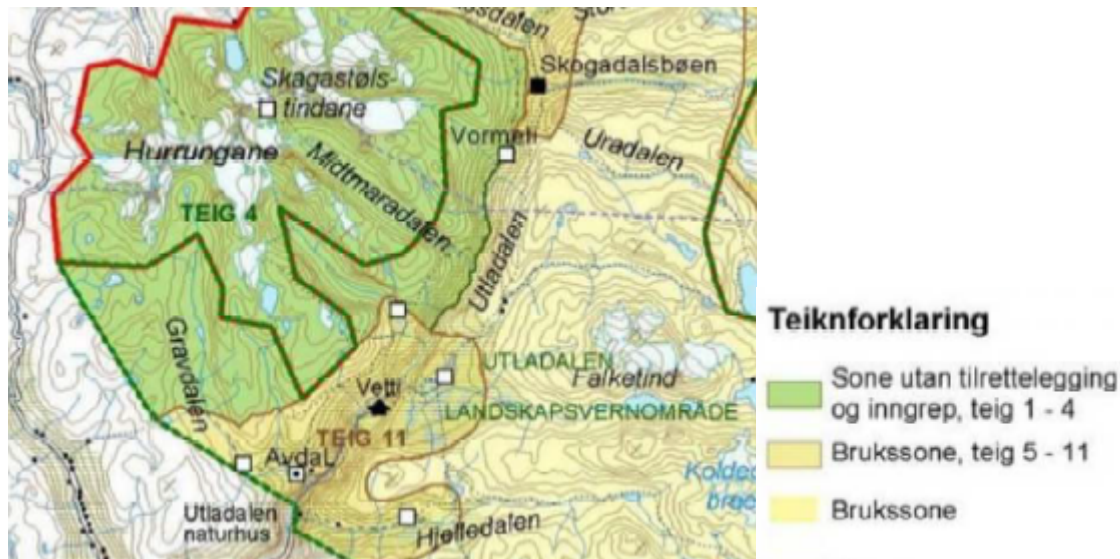 Skagastøls-
tindane
Skogadalsbøen
Vormeli
Hurrungane
Midtmaradalen
Uradalen
TEIG 4
Utladalen
Gravdalen
UTLADALEN
Falketind
Vetti
LANDSKAPSVERNOMRÅDE
TEIG 11
Avdal
Utladalen
naturhus
Hjelledalen
Teiknforklaring
Sone utan tilrettelegging
og inngrep, teig 1 - 4
Brukssone, teig 5 - 11
Brukssone